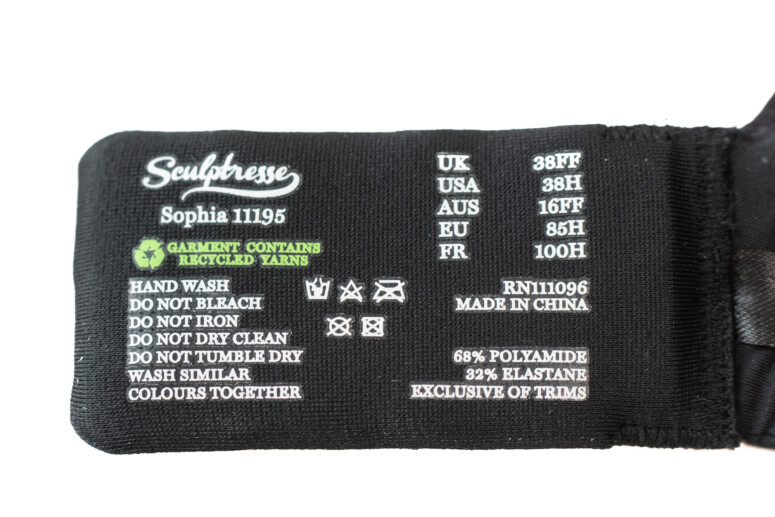 Sculptresse
Sophia 11195
GARMENT CONTAINS
RECYCLED YARNS
HAND WASH
DO NOT BLEACH
DO NOT IRON
DO NOT DRY CLEAN
DO NOT TUMBLE DRY
WASH SIMILAR
COLOURS TOGETHER
UK 38FF
USA 38H
AUS 16FF
EU 85H
FR 100H
RN111096
MADE IN CHINA
68% POLYAMIDE
32% ELASTANE
EXCLUSIVE OF TRIMS